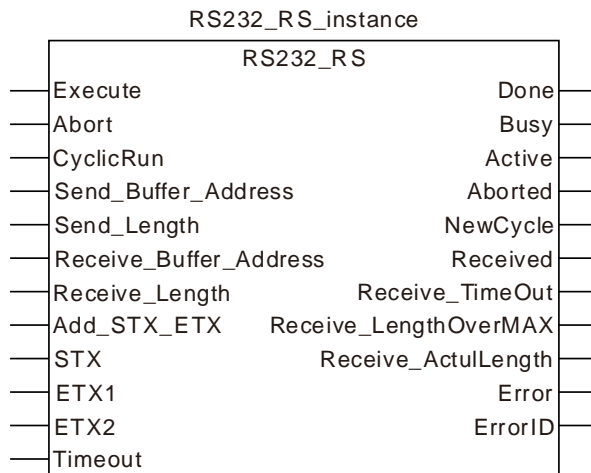 RS232_RS_instance
RS232_RS
Execute Done
Abort Busy
CyclicRun Active
Send_Buffer_Address Aborted
Send_Length NewCycle
Receive_Buffer_Address Received
Receive_Length Receive_TimeOut
Add_STX_ETX Receive_LengthOverMAX
STX Receive_ActulLength
ETX1 Error
ETX2 ErrorID
Timeout